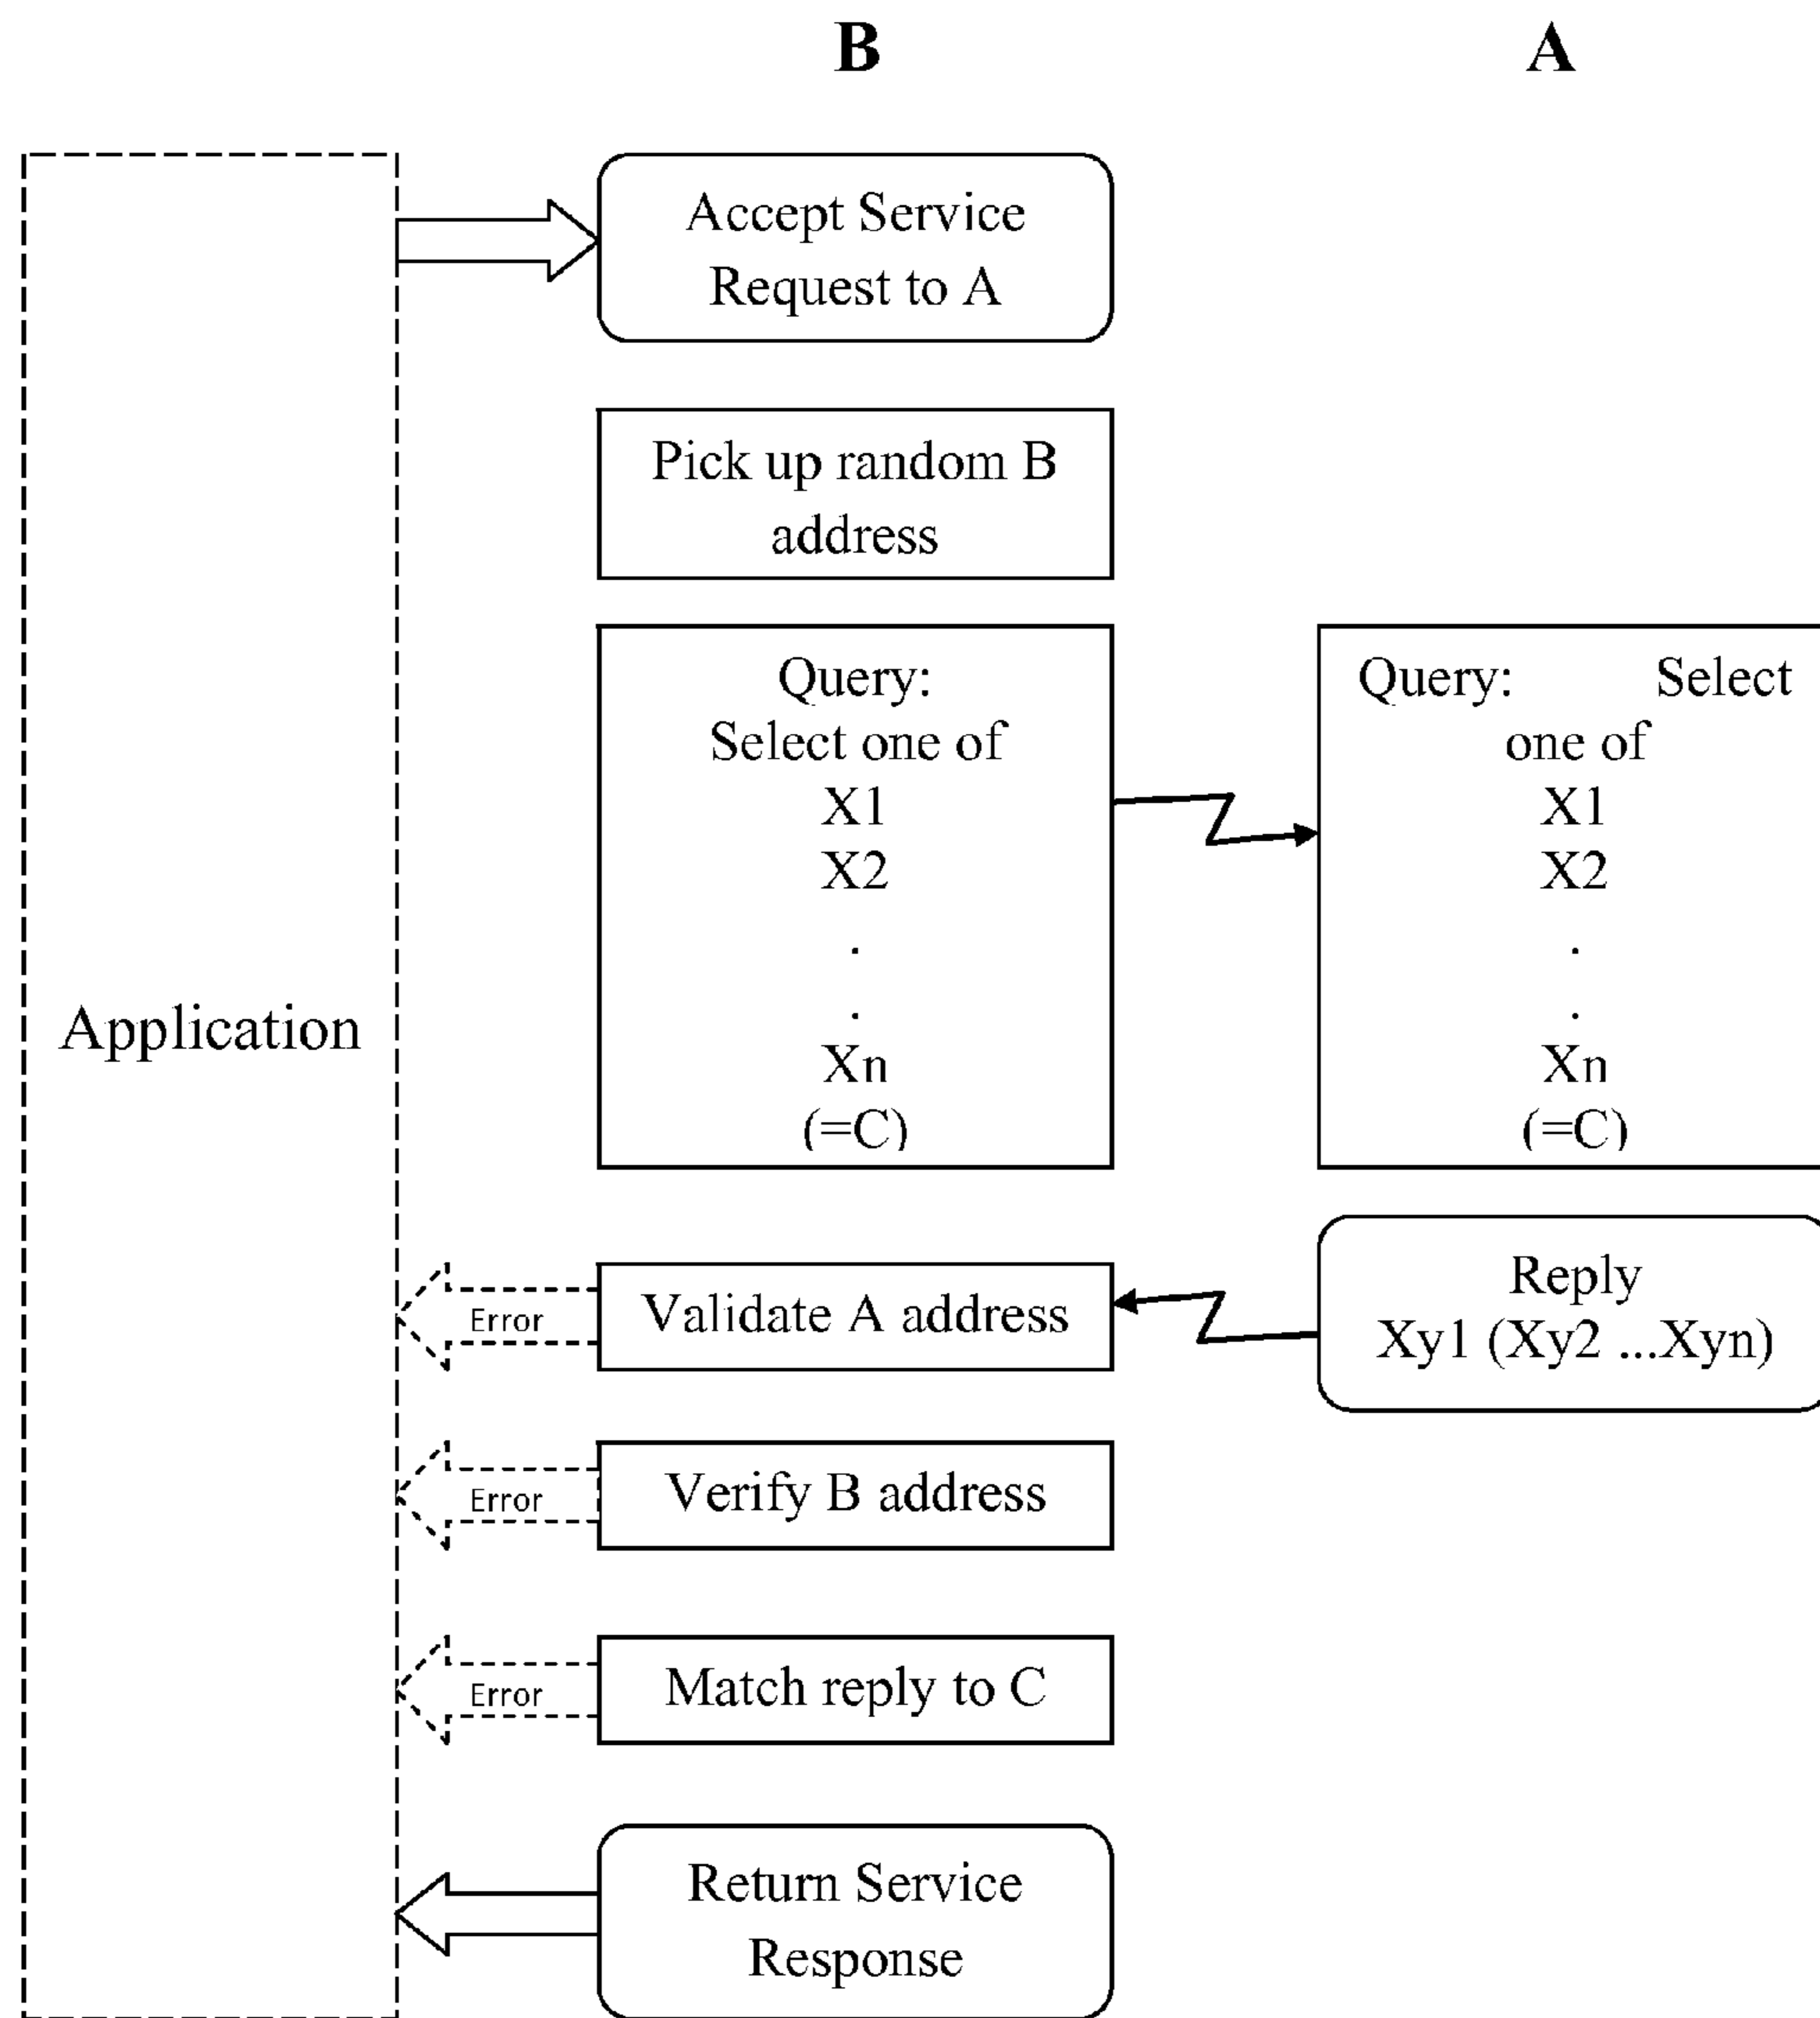 B
A
Accept Service
Request to A
Pick up random B
address
Query:
Select one of
X1
X2
.
.
Xn
(=C)
Query: Select
one of
X1
X2
.
.
Xn
(=C)
Application
Reply
Xy1 (Xy2 ...Xyn)
Error
Validate A address
Error
Verify B address
Error
Match reply to C
Return Service
Response